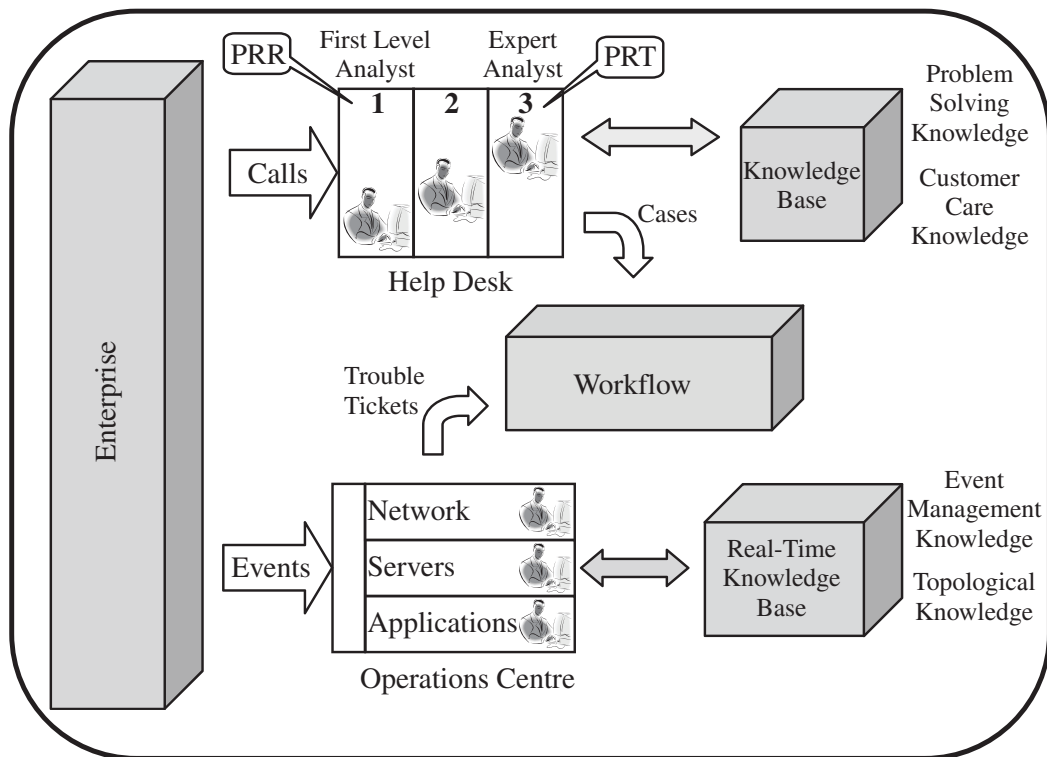 PRR
First Level
Analyst
Expert
Analyst
PRT
1
2
3
Calls
Help Desk
Cases
Knowledge
Base
Problem
Solving
Knowledge
Customer
Care
Knowledge
Enterprise
Workflow
Trouble
Tickets
Events
Network
Servers
Applications
Operations Centre
Real-Time
Knowledge
Base
Event
Management
Knowledge
Topological
Knowledge